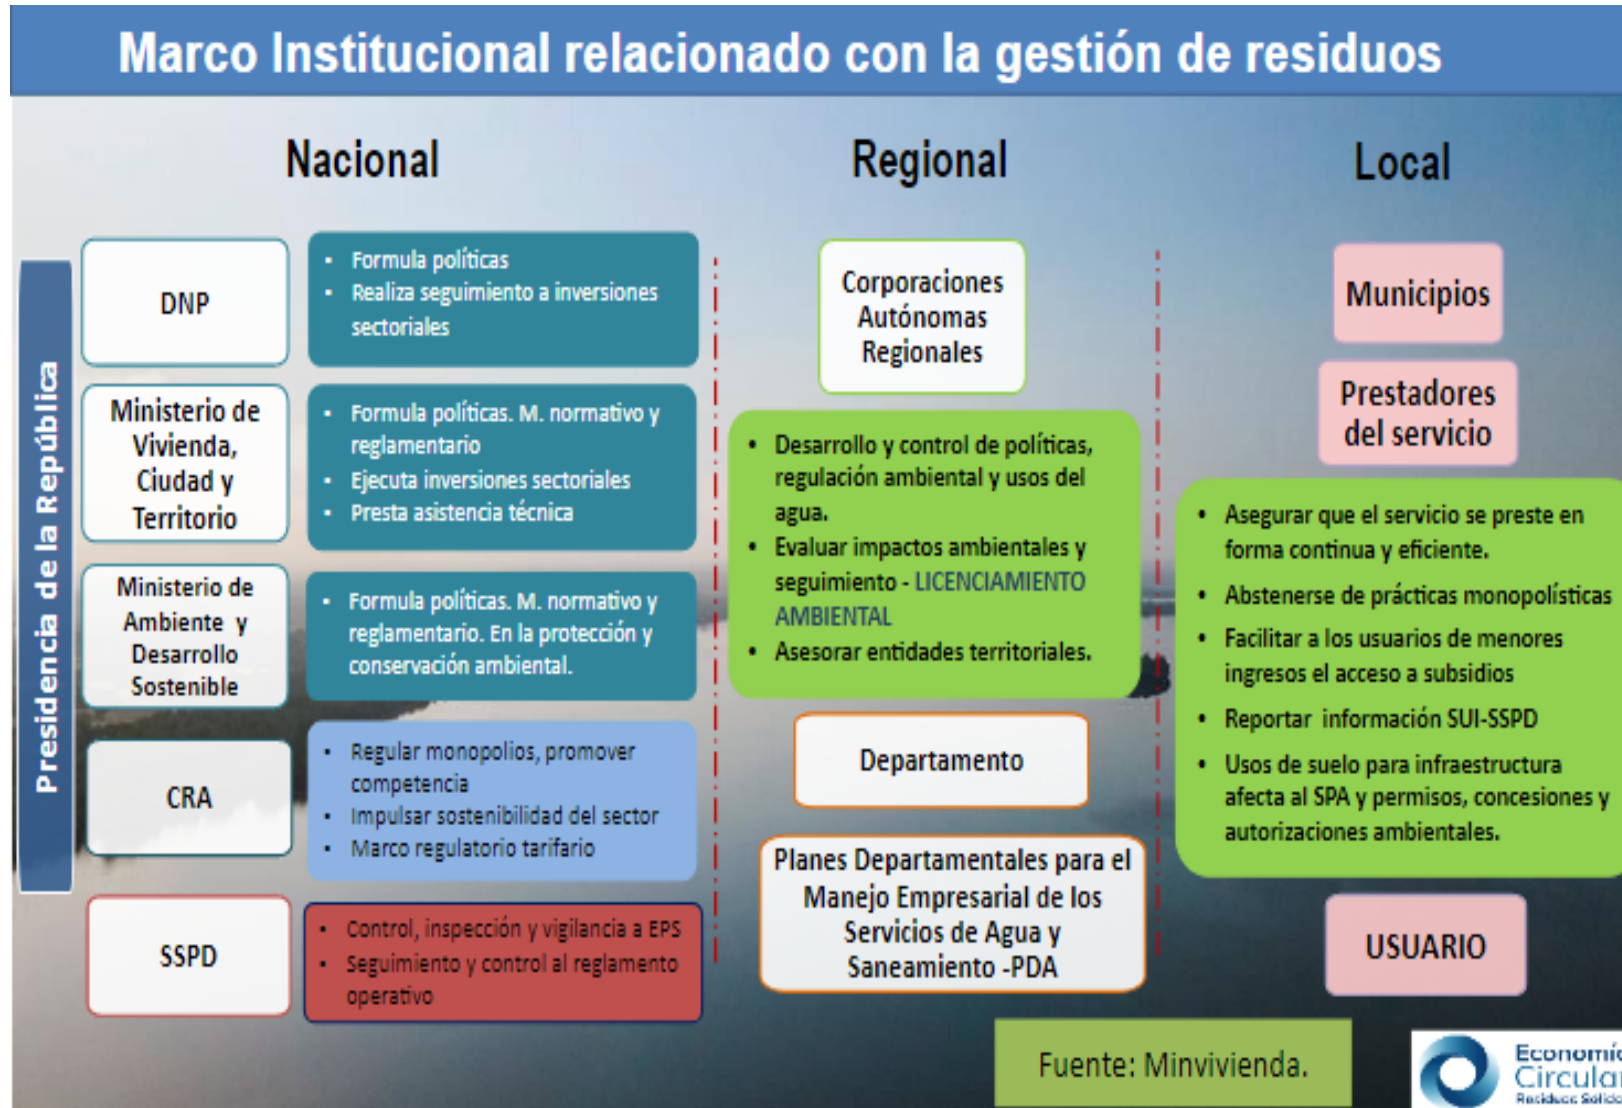 Marco Institucional relacionado con la gestión de residuos
Nacional
Presidencia de la República
DNP
• Formula políticas
• Realiza seguimiento a inversiones
sectoriales
Ministerio de
Vivienda,
Ciudad y
Territorio
• Formula políticas. M. normativo y
reglamentario
• Ejecuta inversiones sectoriales
• Presta asistencia técnica
Ministerio de
Ambiente y
Desarrollo
Sostenible
• Formula políticas. M. normativo y
reglamentario. En la protección y
conservación ambiental.
CRA
• Regular monopolios, promover
competencia
• Impulsar sostenibilidad del sector
• Marco regulatorio tarifario
SSPD
• Control, inspección y vigilancia a EPS
• Seguimiento y control al reglamento
operativo
Regional
Corporaciones
Autónomas
Regionales
• Desarrollo y control de políticas,
regulación ambiental y usos del
agua.
• Evaluar impactos ambientales y
seguimiento - LICENCIAMIENTO
AMBIENTAL
• Asesorar entidades territoriales.
Departamento
Planes Departamentales para el
Manejo Empresarial de los
Servicios de Agua y
Saneamiento -PDA
Local
Municipios
Prestadores
del servicio
• Asegurar que el servicio se preste en
forma continua y eficiente.
• Abstenerse de prácticas monopolísticas
• Facilitar a los usuarios de menores
ingresos el acceso a subsidios
• Reportar información SUI-SSPD
• Usos de suelo para infraestructura
afecta al SPA y permisos, concesiones y
autorizaciones ambientales.
USUARIO
Fuente: Minvivienda.
Economía
Circular
Residuos Sólidos